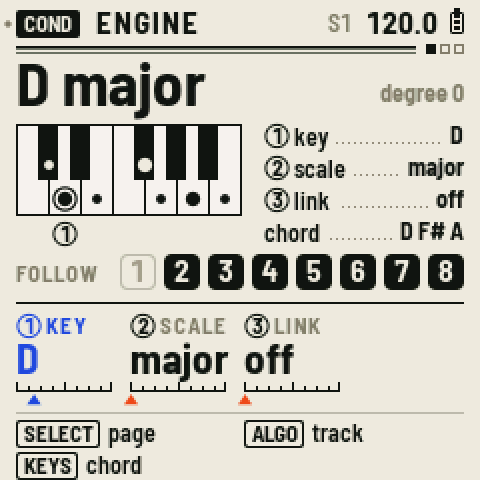 COND ENGINE S1 120.0
D major degree 0
① key D
② scale major
③ link off
chord D F# A
①
FOLLOW 1 2 3 4 5 6 7 8
① KEY ② SCALE ③ LINK
D major off
SELECT page ALGO track
KEYS chord